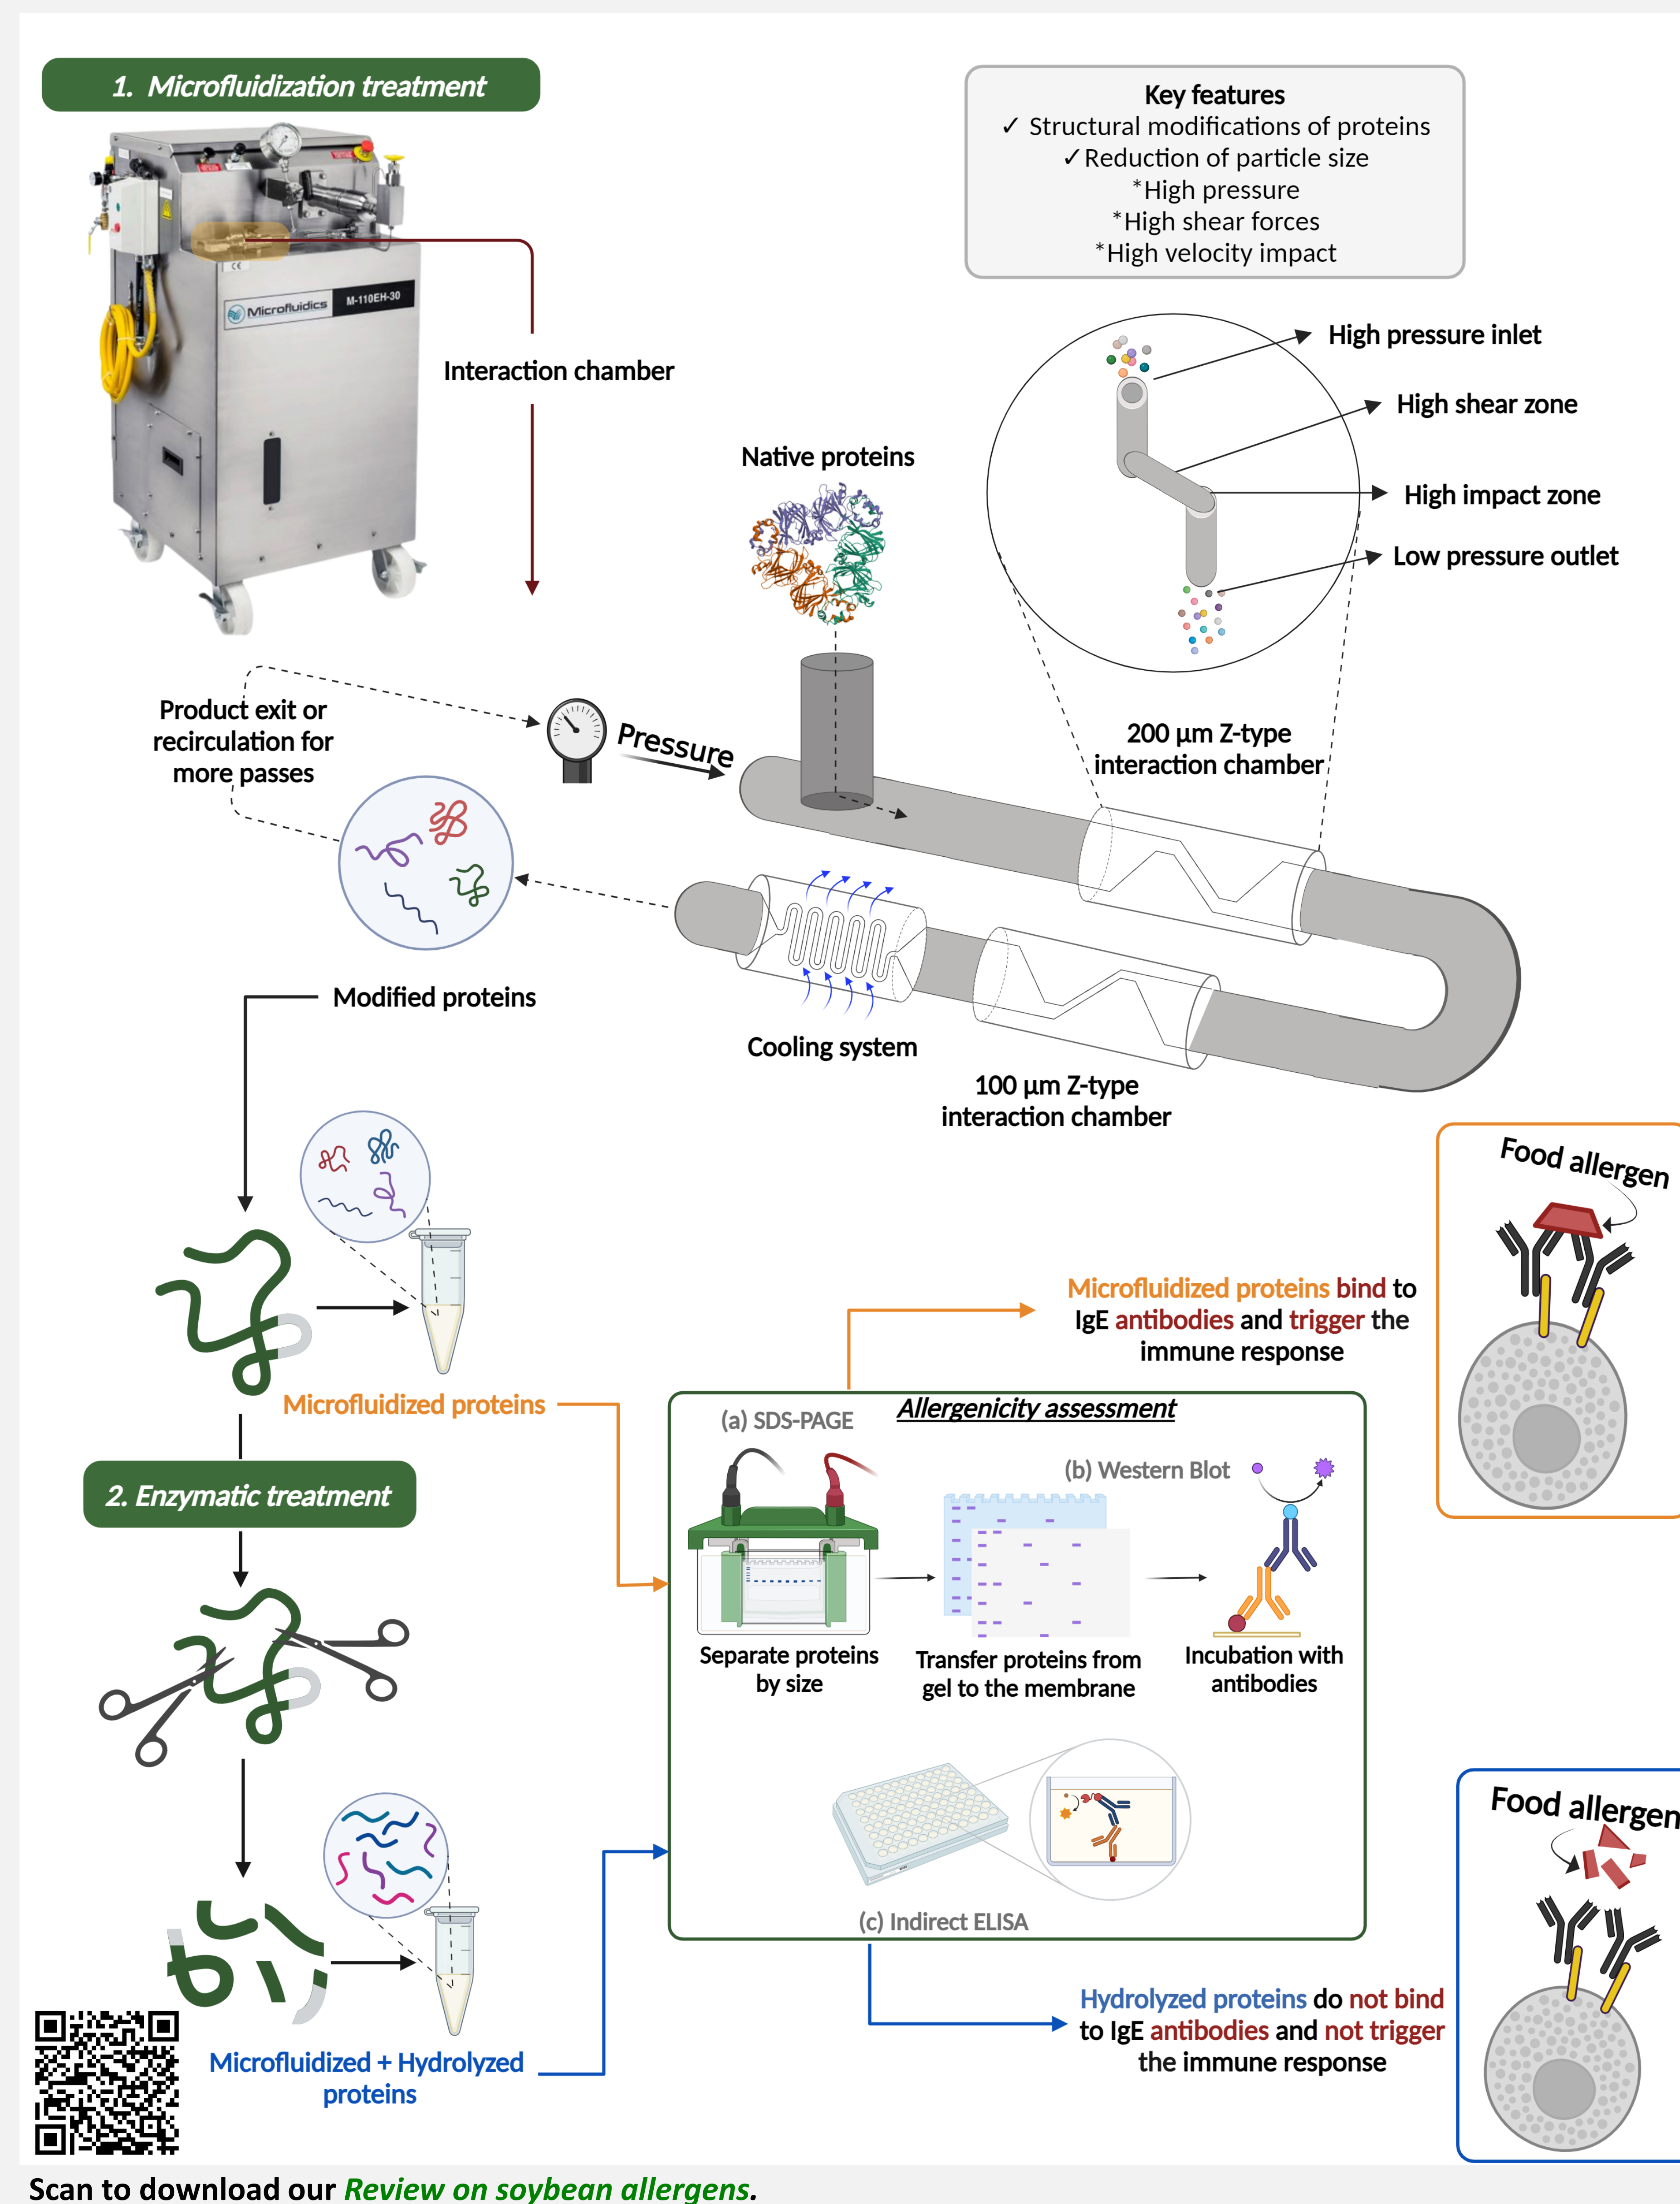 1. Microfluidization treatment
Key features
✓ Structural modifications of proteins
✓Reduction of particle size
*High pressure
*High shear forces
*High velocity impact
Microfluidics
M-110EH-30
CE
Interaction chamber
High pressure inlet
High shear zone
High impact zone
Low pressure outlet
Native proteins
Product exit or
recirculation for
more passes
Pressure
200 µm Z-type
interaction chamber
Modified proteins
Cooling system
100 µm Z-type
interaction chamber
Food allergen
Microfluidized proteins bind to
IgE antibodies and trigger the
immune response
Microfluidized proteins
Allergenicity assessment
(a) SDS-PAGE
(b) Western Blot
2. Enzymatic treatment
Separate proteins
by size
Transfer proteins from
gel to the membrane
Incubation with
antibodies
(c) Indirect ELISA
Food allergen
Hydrolyzed proteins do not bind
to IgE antibodies and not trigger
the immune response
Microfluidized + Hydrolyzed
proteins
Scan to download our Review on soybean allergens.